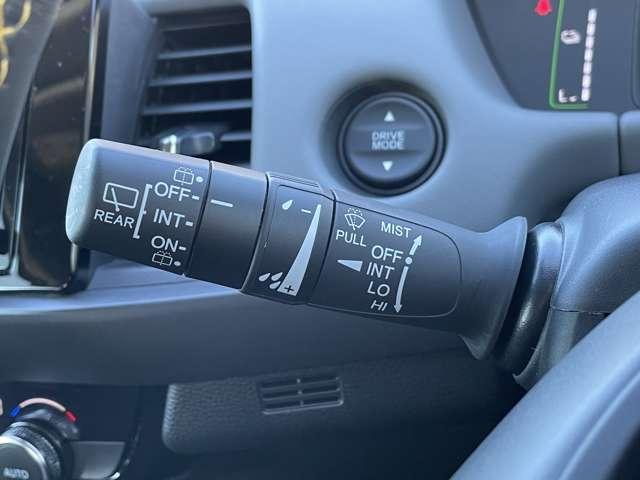 DRIVE
MODE
REAR
OFF
INT
ON
−
+
PULL
MIST
OFF
INT
LO
HI
AUTO